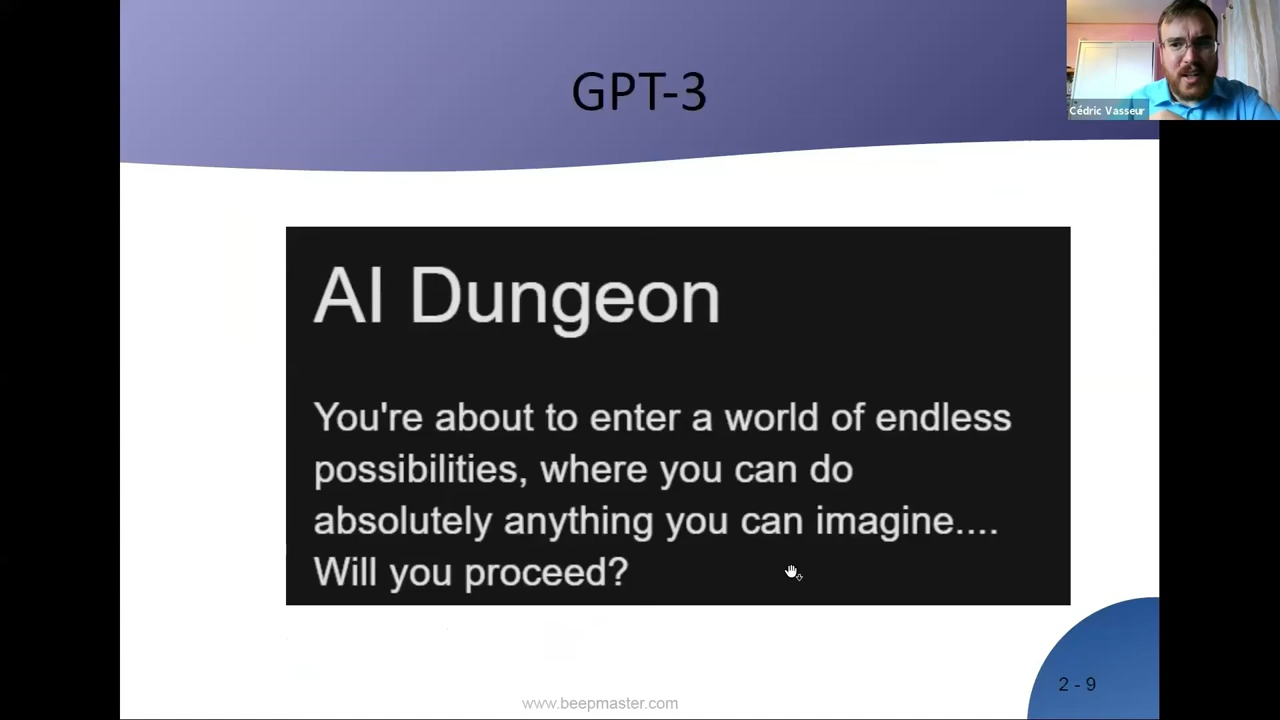 GPT-3
Cédric Vasseur
AI Dungeon
You're about to enter a world of endless
possibilities, where you can do
absolutely anything you can imagine....
Will you proceed?
2 - 9
www.beepmaster.com